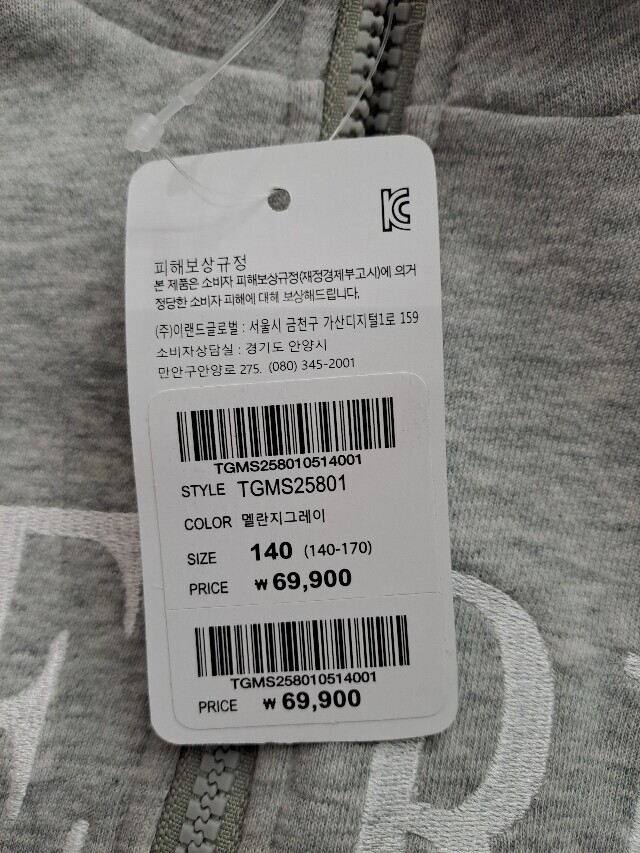 피해보상규정
본 제품은 소비자 피해보상규정(재정경제부고시)에 의거
정당한 소비자 피해에 대해 보상해드립니다.
(주)이랜드글로벌 : 서울시 금천구 가산디지털1로 159
소비자상담실 : 경기도 안양시
만안구안양로 275. (080) 345-2001
TGMS258010514001
STYLE TGMS25801
COLOR 멜란지그레이
SIZE 140 (140-170)
PRICE ₩ 69,900
TGMS258010514001
PRICE ₩ 69,900